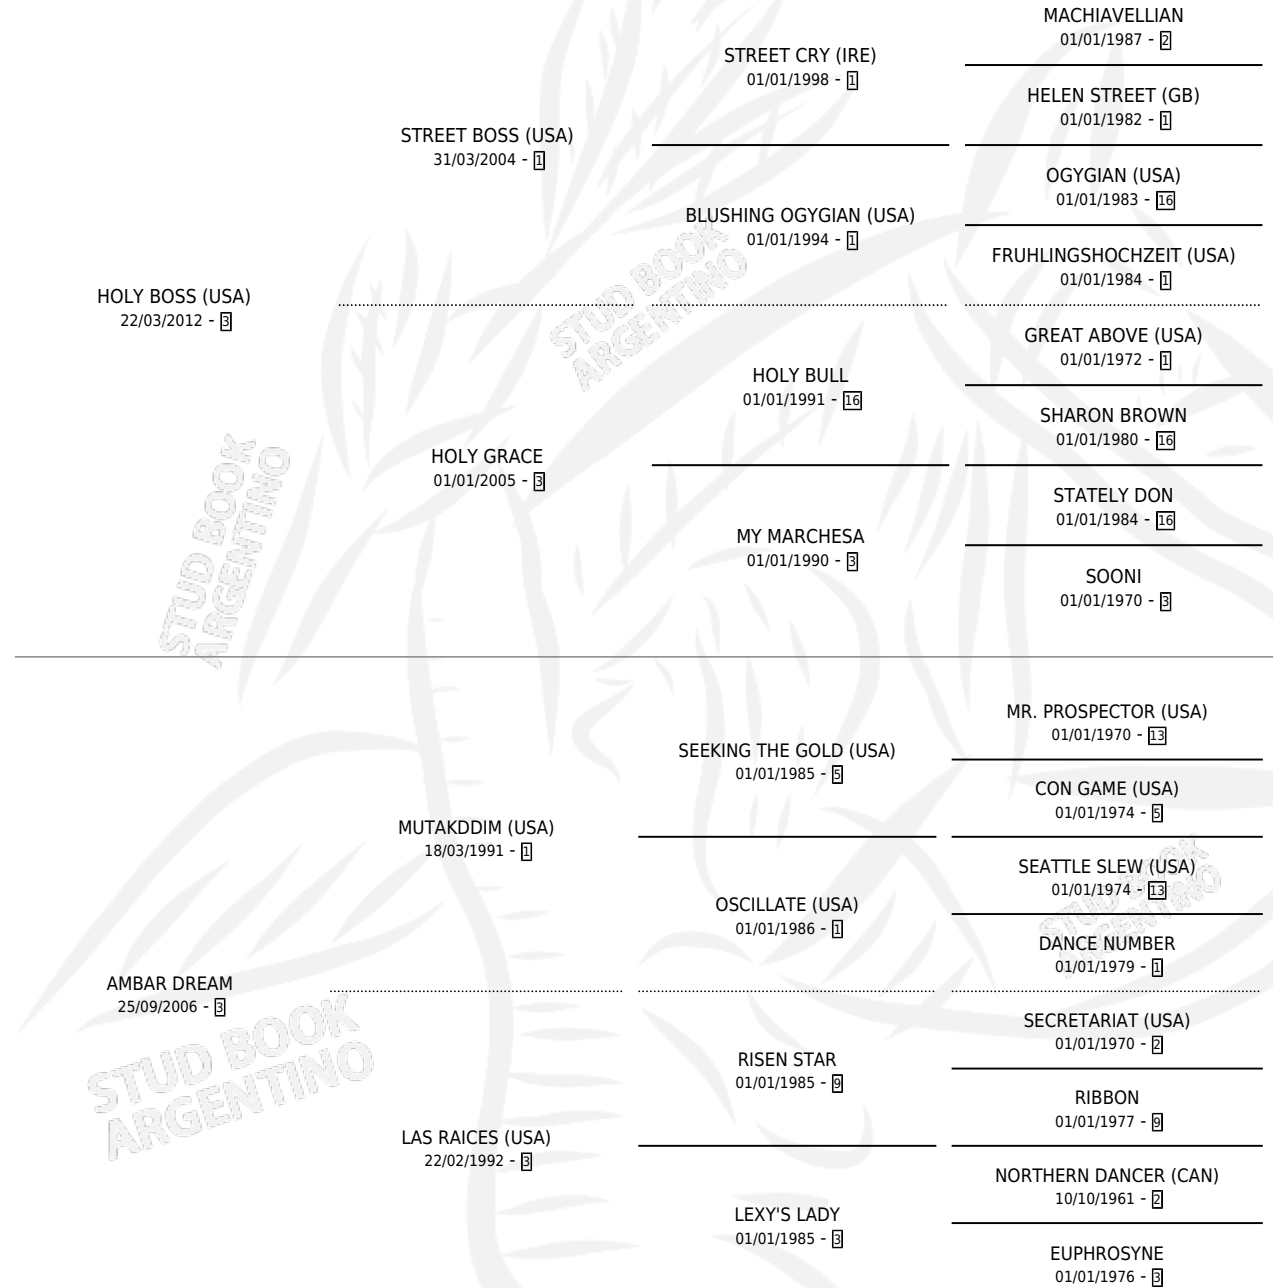 MACHIAVELLIAN
01/01/1987 - 2
STREET CRY (IRE)
01/01/1998 - 1
HELEN STREET (GB)
01/01/1982 - 1
STREET BOSS (USA)
31/03/2004 - 1
OGYGIAN (USA)
01/01/1983 - 16
BLUSHING OGYGIAN (USA)
01/01/1994 - 1
FRUHLINGSHOCHZEIT (USA)
01/01/1984 - 1
HOLY BOSS (USA)
22/03/2012 - 3
GREAT ABOVE (USA)
01/01/1972 - 1
HOLY BULL
01/01/1991 - 16
SHARON BROWN
01/01/1980 - 16
HOLY GRACE
01/01/2005 - 3
STATELY DON
01/01/1984 - 16
MY MARCHESA
01/01/1990 - 3
SOONI
01/01/1970 - 3
STUD BOOK
ARGENTINO
STUD BOOK
ARGENTINO
MR. PROSPECTOR (USA)
01/01/1970 - 13
SEEKING THE GOLD (USA)
01/01/1985 - 5
CON GAME (USA)
01/01/1974 - 5
MUTAKDDIM (USA)
18/03/1991 - 1
SEATTLE SLEW (USA)
01/01/1974 - 13
OSCILLATE (USA)
01/01/1986 - 1
DANCE NUMBER
01/01/1979 - 1
AMBAR DREAM
25/09/2006 - 3
SECRETARIAT (USA)
01/01/1970 - 2
RISEN STAR
01/01/1985 - 9
RIBBON
01/01/1977 - 9
LAS RAICES (USA)
22/02/1992 - 3
NORTHERN DANCER (CAN)
10/10/1961 - 2
LEXY'S LADY
01/01/1985 - 3
EUPHROSYNE
01/01/1976 - 3
STUD BOOK
ARGENTINO
STUD BOOK
ARGENTINO